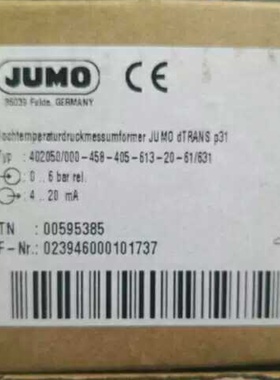 JUMO CE
36039 Fulda, GERMANY
ochtemperaturdruckmessumformer JUMO dTRANS p31
Typ : 402050/000-458-405-613-20-61/631
: 0...6 bar rel.
: 4...20 mA
TN : 00595385
F-Nr.: 023946000101737